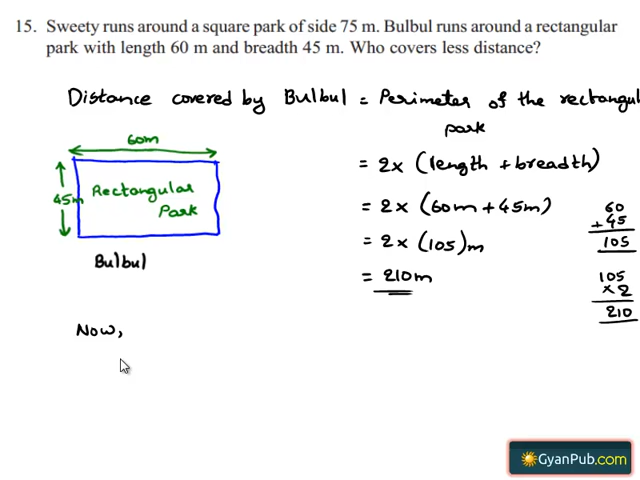 15. Sweety runs around a square park of side 75 m. Bulbul runs around a rectangular
park with length 60 m and breadth 45 m. Who covers less distance?
Distance covered by Bulbul = Perimeter of the rectangul
park
60m
45m
Rectangular
Park
Bulbul
= 2x (length + breadth)
= 2x (60m + 45m)
= 2x (105)m
= 210m
60
+45
105
105
x2
210
Now,
GyanPub.com